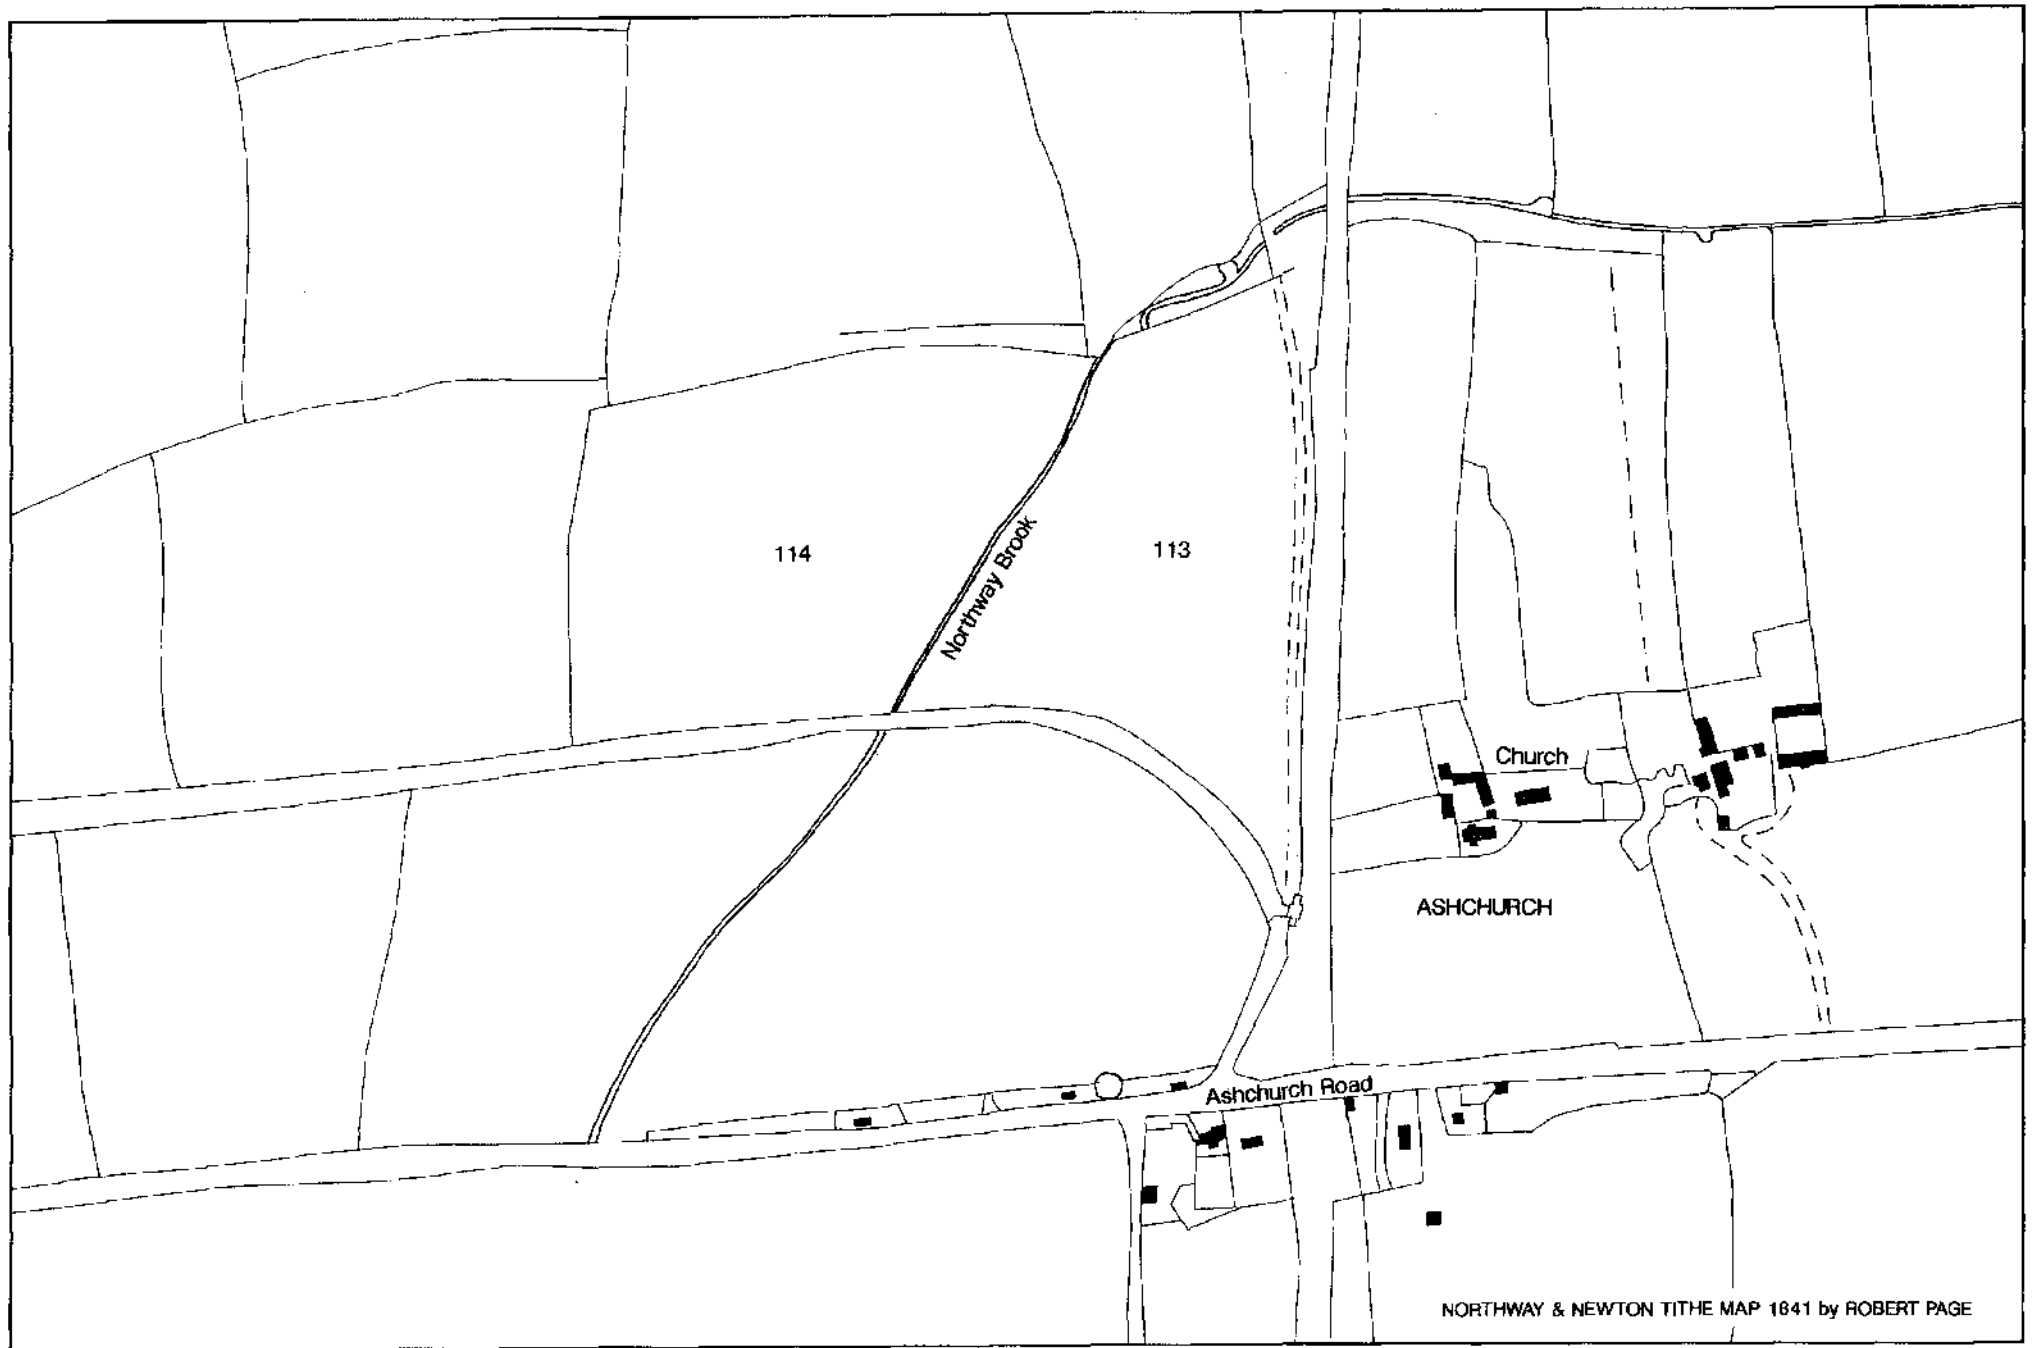 114
113
Northway Brook
Church
ASHCHURCH
Ashchurch Road
NORTHWAY & NEWTON TITHE MAP 1841 by ROBERT PAGE